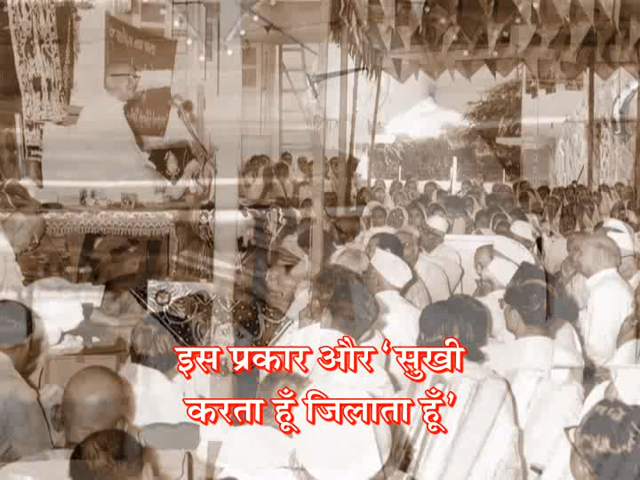 इस प्रकार और ‘सुखी
करता हूँ जिलाता हूँ’